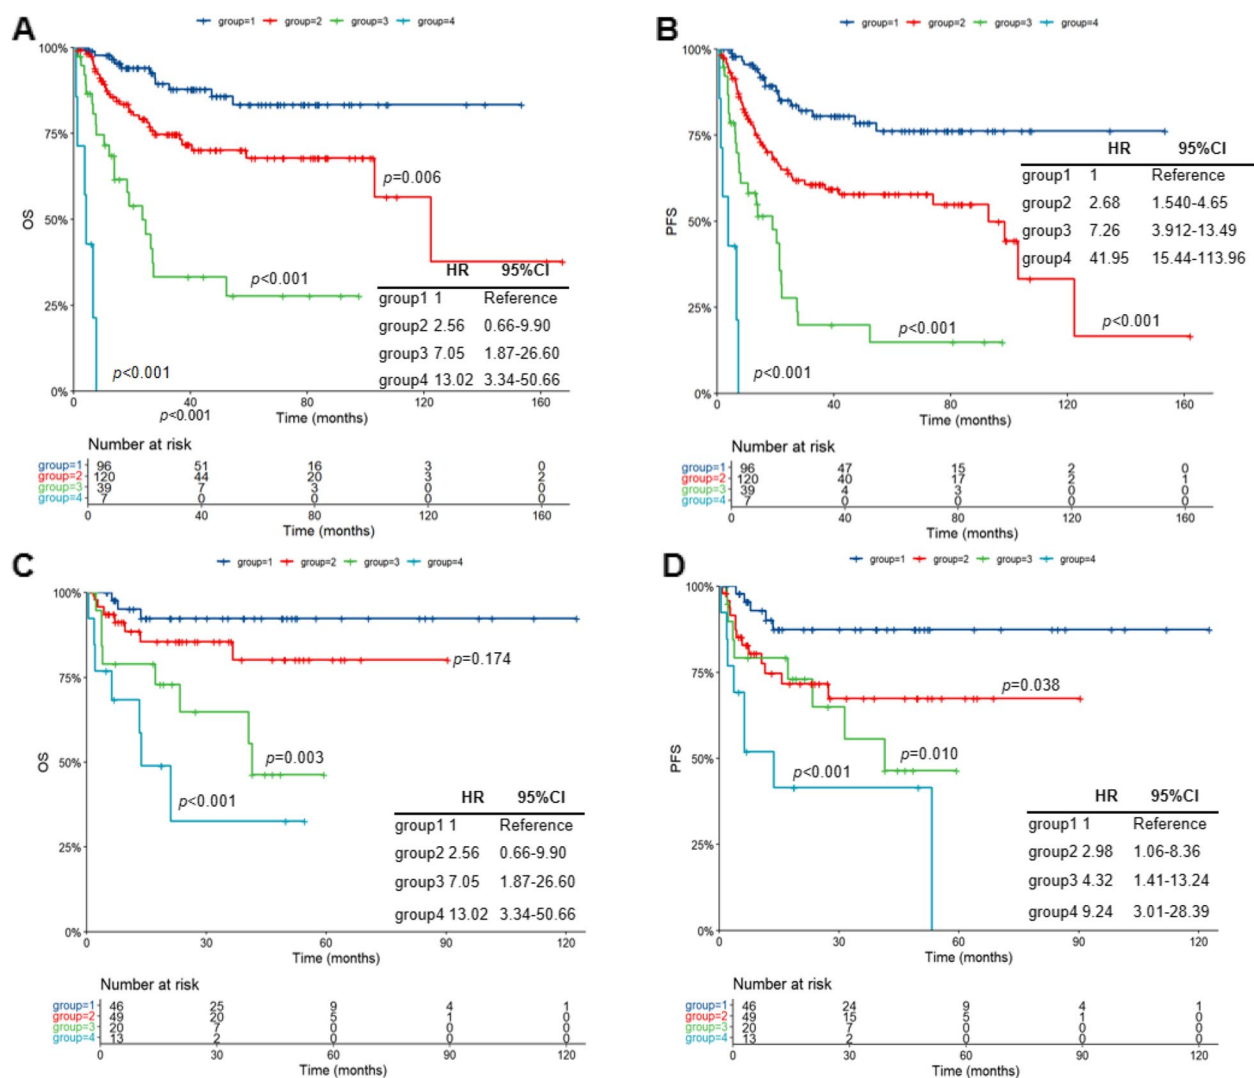 A
group=1 group=2 group=3 group=4
100%
75%
50%
25%
0%
OS
p=0.006
p<0.001
p<0.001
p<0.001
HR 95%CI
group1 1 Reference
group2 2.56 0.66-9.90
group3 7.05 1.87-26.60
group4 13.02 3.34-50.66
0 40 80 120 160
Time (months)
Number at risk
group=1 96 51 16 3 0
group=2 120 44 20 3 2
group=3 39 7 3 0 0
group=4 7 0 0 0 0
0 40 80 120 160
Time (months)
B
group=1 group=2 group=3 group=4
100%
75%
50%
25%
0%
PFS
HR 95%CI
group1 1 Reference
group2 2.68 1.540-4.65
group3 7.26 3.912-13.49
group4 41.95 15.44-113.96
p<0.001
p<0.001
p<0.001
0 40 80 120 160
Time (months)
Number at risk
group=1 96 47 15 2 0
group=2 120 40 17 2 1
group=3 39 4 3 0 0
group=4 7 0 0 0 0
0 40 80 120 160
Time (months)
C
group=1 group=2 group=3 group=4
100%
75%
50%
25%
0%
OS
p=0.174
p=0.003
p<0.001
HR 95%CI
group1 1 Reference
group2 2.56 0.66-9.90
group3 7.05 1.87-26.60
group4 13.02 3.34-50.66
0 30 60 90 120
Time (months)
Number at risk
group=1 46 25 9 4 1
group=2 49 20 5 1 0
group=3 20 7 0 0 0
group=4 13 2 0 0 0
0 30 60 90 120
Time (months)
D
group=1 group=2 group=3 group=4
100%
75%
50%
25%
0%
PFS
p=0.038
p=0.010
p<0.001
HR 95%CI
group1 1 Reference
group2 2.98 1.06-8.36
group3 4.32 1.41-13.24
group4 9.24 3.01-28.39
0 30 60 90 120
Time (months)
Number at risk
group=1 46 24 9 4 1
group=2 49 15 5 1 0
group=3 20 7 0 0 0
group=4 13 2 0 0 0
0 30 60 90 120
Time (months)